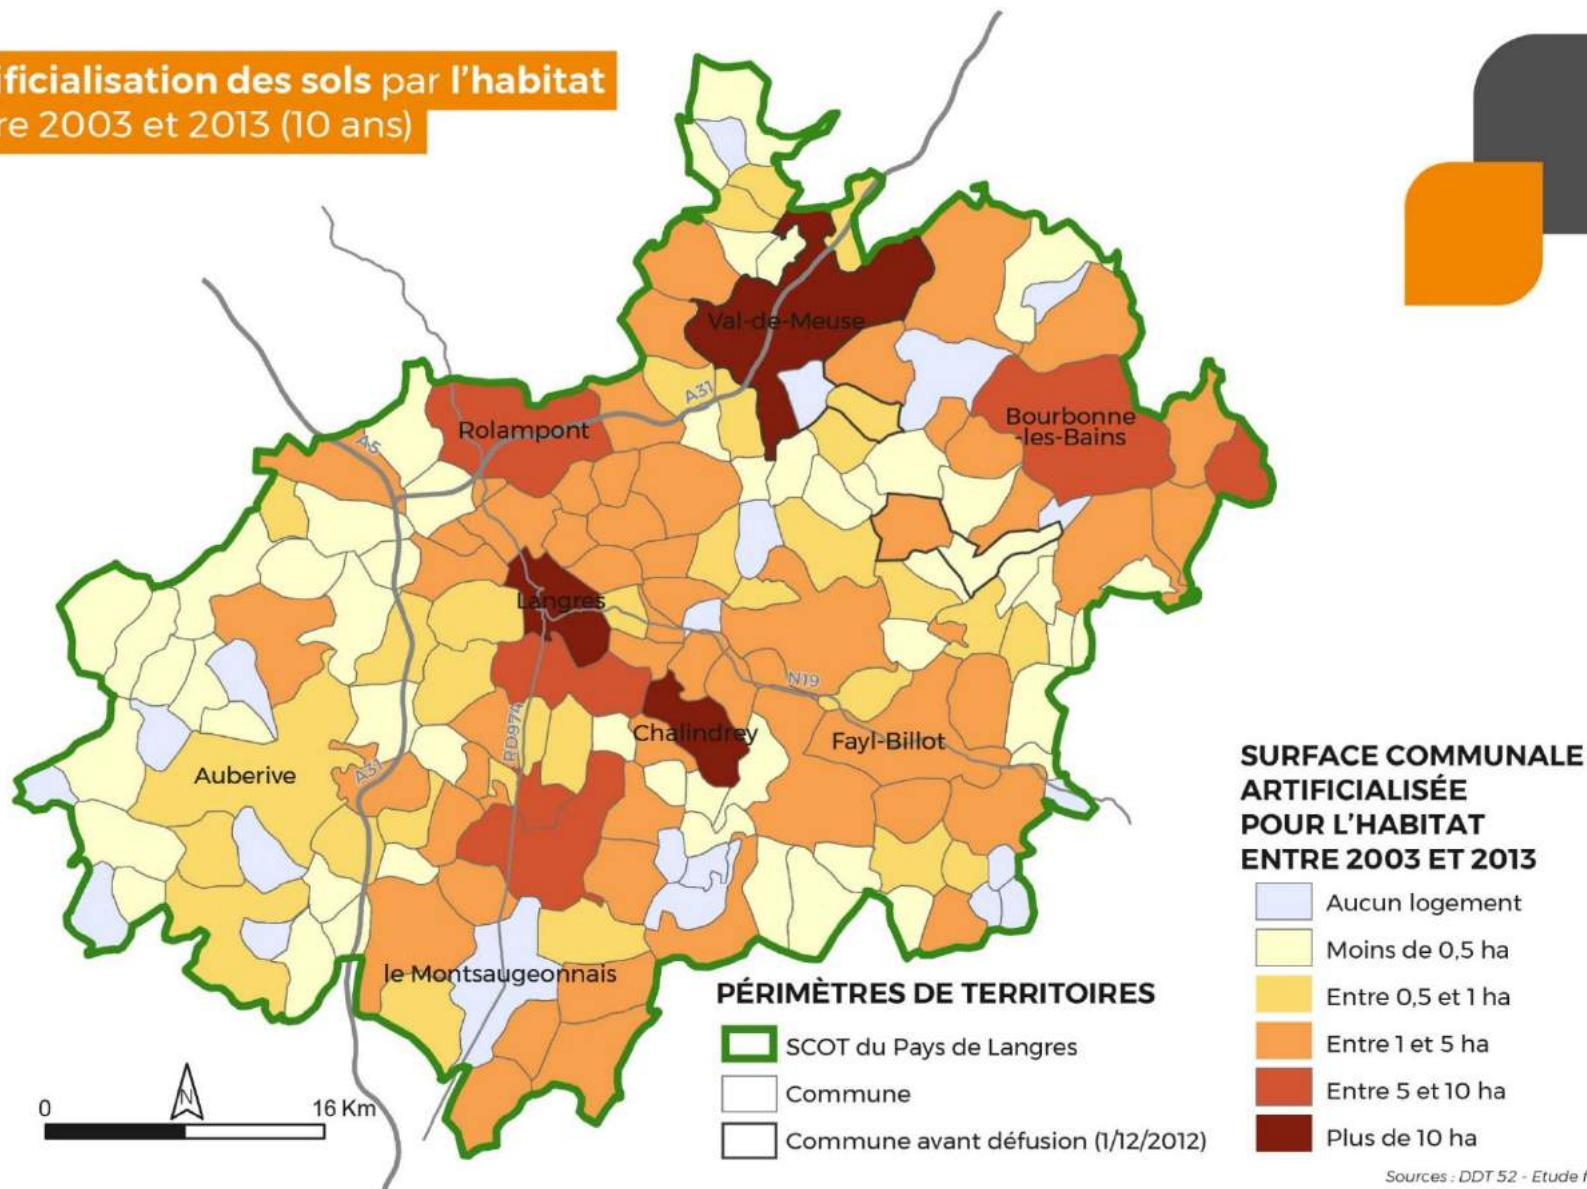 ificialisation des sols par l'habitat
re 2003 et 2013 (10 ans)
Val-de-Meuse
A31
Rolampont
Bourbonne
-les-Bains
A5
Langres
N19
RD974
Chalindrey
Fayl-Billot
Auberive
A31
le Montsaugeonnais
SURFACE COMMUNALE
ARTIFICIALISÉE
POUR L'HABITAT
ENTRE 2003 ET 2013
Aucun logement
Moins de 0,5 ha
Entre 0,5 et 1 ha
Entre 1 et 5 ha
Entre 5 et 10 ha
Plus de 10 ha
PÉRIMÈTRES DE TERRITOIRES
SCOT du Pays de Langres
Commune
Commune avant défusion (1/12/2012)
N
0 16 Km
Sources : DDT 52 - Etude f